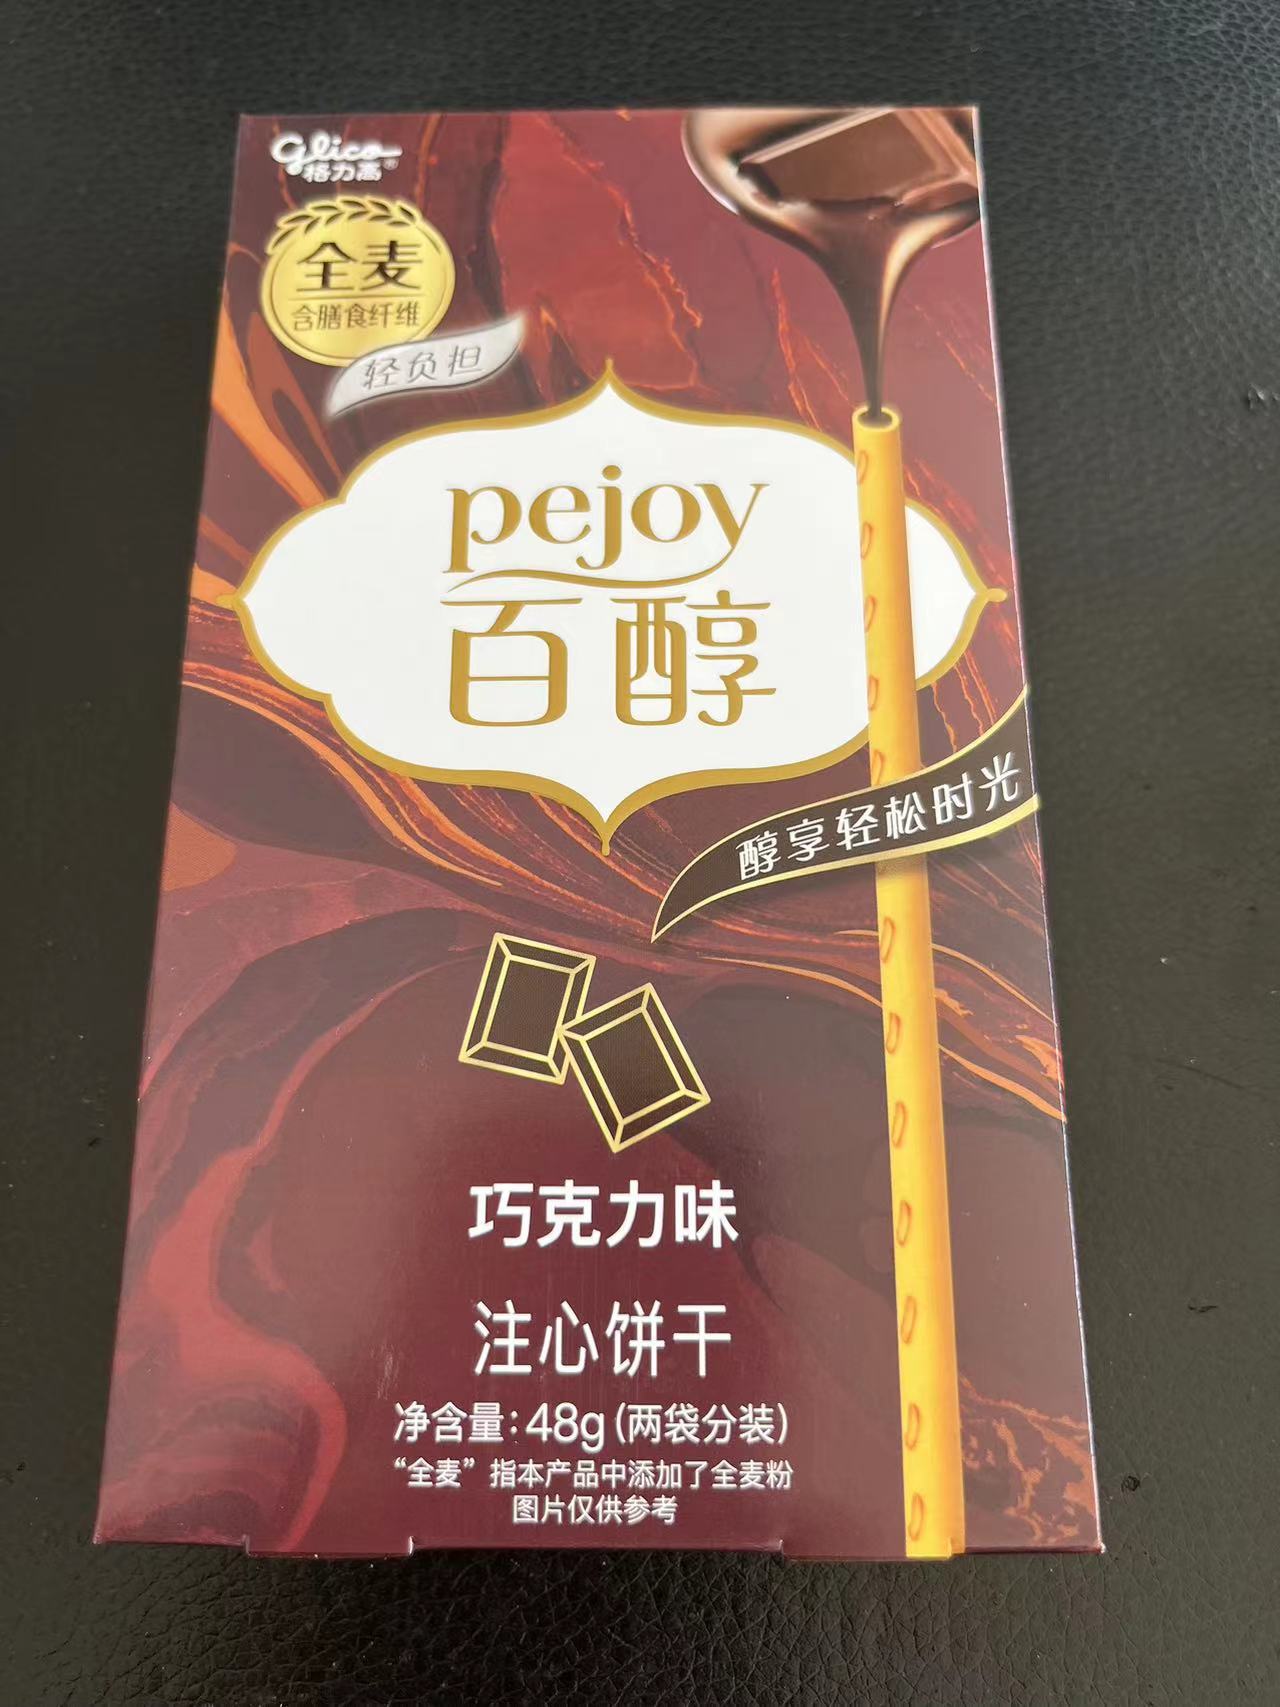 Glico
格力高®
全麦
含膳食纤维
轻负担
pejoy
百醇
醇享轻松时光
巧克力味
注心饼干
净含量:48g(两袋分装)
“全麦”指本产品中添加了全麦粉
图片仅供参考